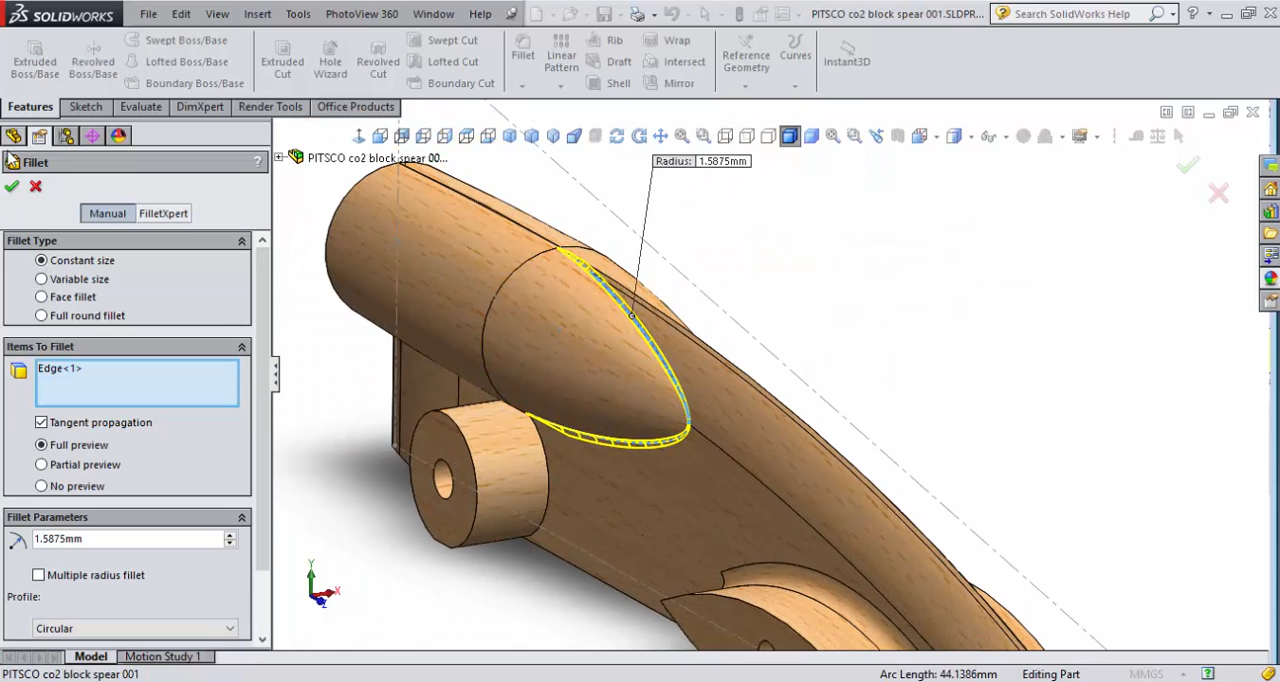 SOLIDWORKS File Edit View Insert Tools PhotoView 360 Window Help PITSCO co2 block spear 001.SLDPR... Search SolidWorks Help
Extruded Boss/Base
Revolved Boss/Base
Swept Boss/Base
Lofted Boss/Base
Boundary Boss/Base
Extruded Cut
Hole Wizard
Revolved Cut
Swept Cut
Lofted Cut
Boundary Cut
Fillet
Linear Pattern
Rib
Draft
Shell
Wrap
Intersect
Mirror
Reference Geometry
Curves
Instant3D
Features Sketch Evaluate DimXpert Render Tools Office Products
PITSCO co2 block spear 00...
Radius: 1.5875mm
Fillet ?
Manual FilletXpert
Fillet Type
Constant size
Variable size
Face fillet
Full round fillet
Items To Fillet
Edge<1>
Tangent propagation
Full preview
Partial preview
No preview
Fillet Parameters
1.5875mm
Multiple radius fillet
Profile:
Circular
Y
X
Z
Model Motion Study 1
PITSCO co2 block spear 001 Arc Length: 44.1386mm Editing Part MMGS ?